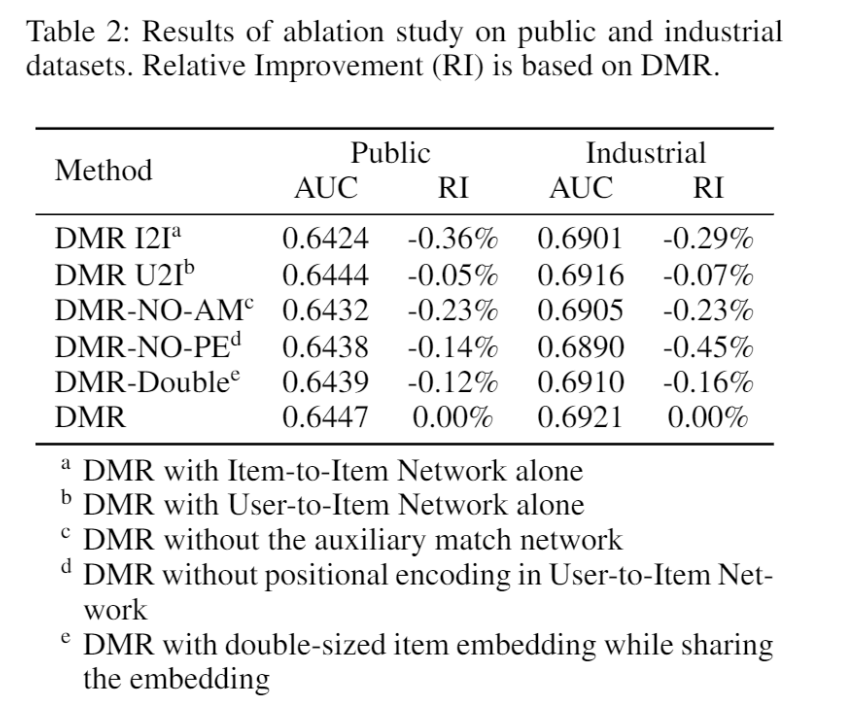 Table 2: Results of ablation study on public and industrial
datasets. Relative Improvement (RI) is based on DMR.
Method Public Industrial
AUC RI AUC RI
DMR I2Iᵃ 0.6424 -0.36% 0.6901 -0.29%
DMR U2Iᵇ 0.6444 -0.05% 0.6916 -0.07%
DMR-NO-AMᶜ 0.6432 -0.23% 0.6905 -0.23%
DMR-NO-PEᵈ 0.6438 -0.14% 0.6890 -0.45%
DMR-Doubleᵉ 0.6439 -0.12% 0.6910 -0.16%
DMR 0.6447 0.00% 0.6921 0.00%
ᵃ DMR with Item-to-Item Network alone
ᵇ DMR with User-to-Item Network alone
ᶜ DMR without the auxiliary match network
ᵈ DMR without positional encoding in User-to-Item Net-
work
ᵉ DMR with double-sized item embedding while sharing
the embedding